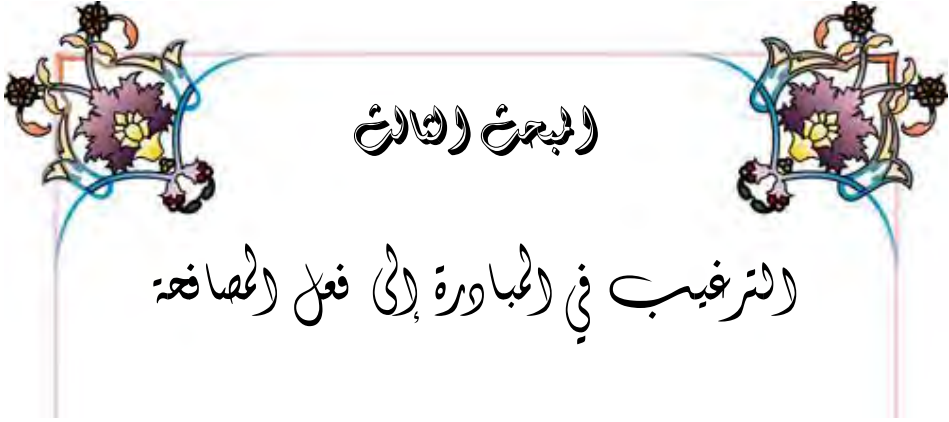 المبحث الثالث
الترغيب في المبادرة إلى فعل المصافحة